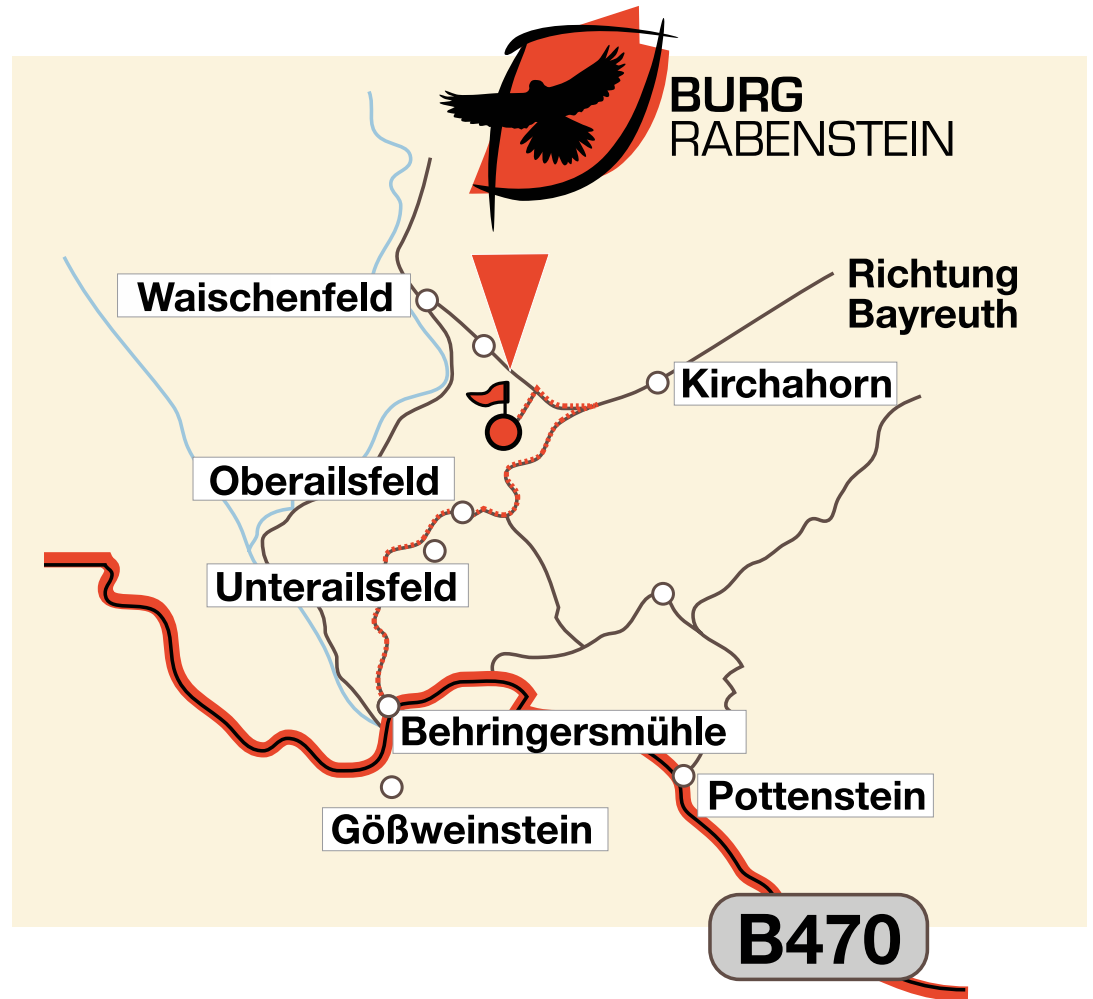 BURG
RABENSTEIN
Richtung
Bayreuth
Waischenfeld
Kirchahorn
Oberailsfeld
Unterailsfeld
Behringersmühle
Pottenstein
Gößweinstein
B470